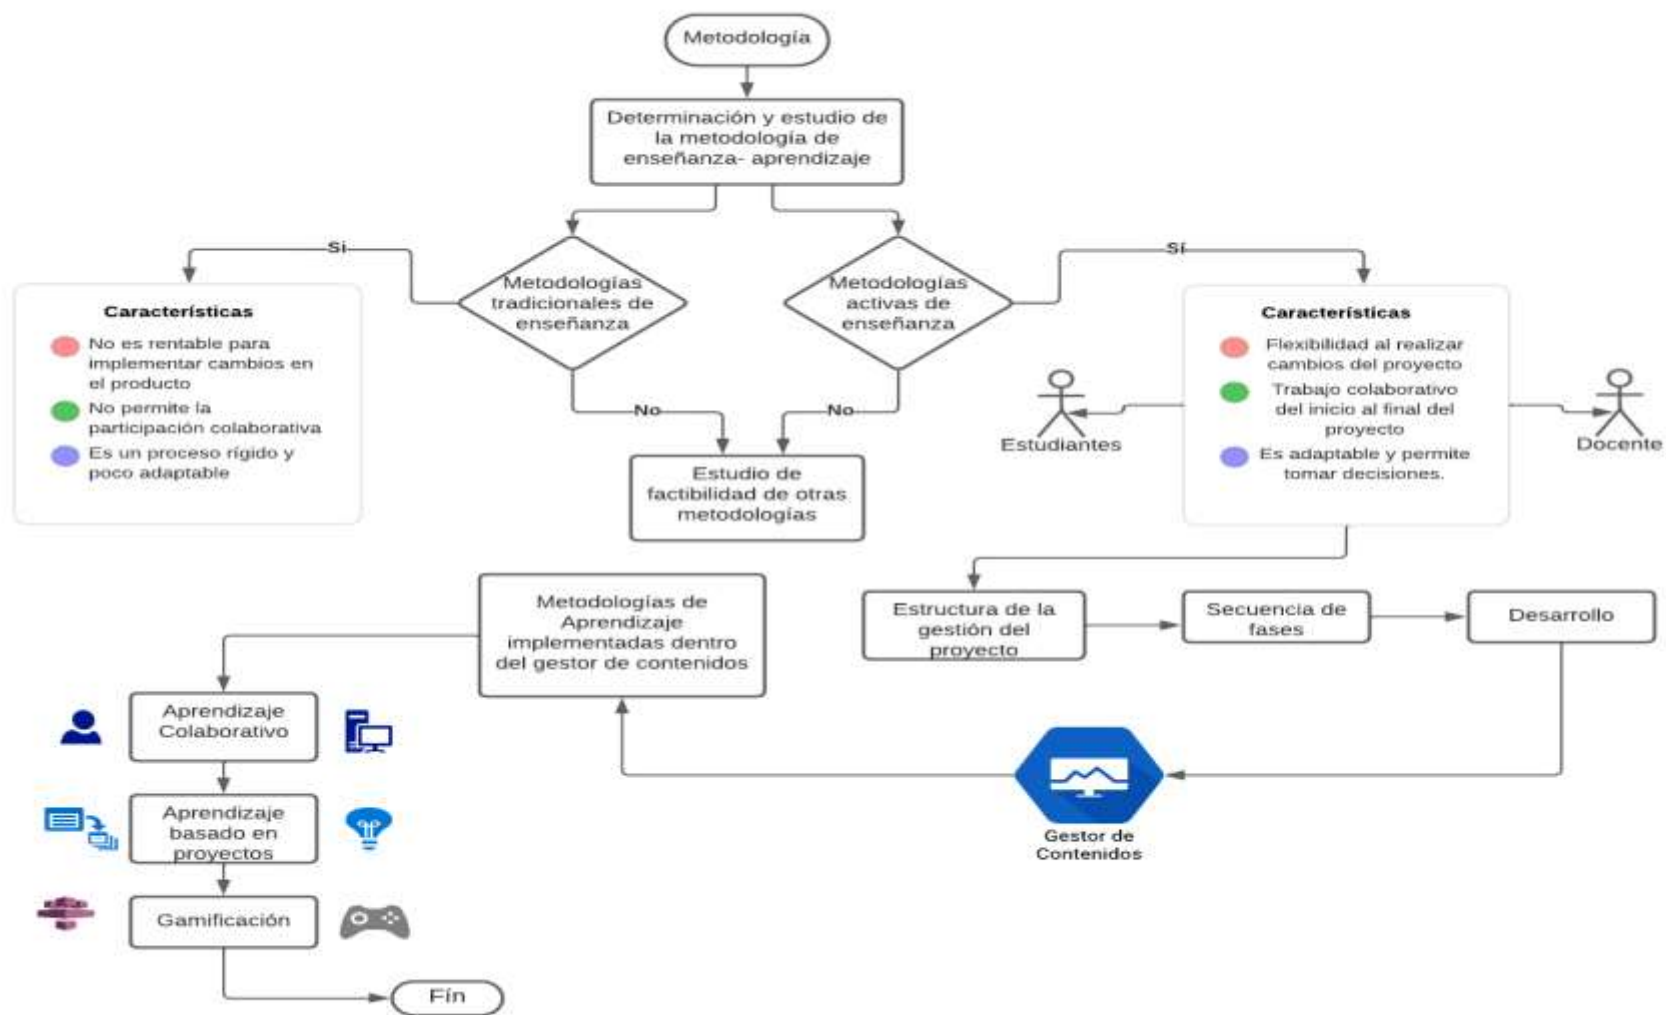 Metodología
Determinación y estudio de
la metodología de
enseñanza- aprendizaje
Si
Sí
Metodologías
tradicionales de
enseñanza
Metodologías
activas de
enseñanza
Características
No es rentable para
implementar cambios en
el producto
No permite la
participación colaborativa
Es un proceso rígido y
poco adaptable
Características
Flexibilidad al realizar
cambios del proyecto
Trabajo colaborativo
del inicio al final del
proyecto
Es adaptable y permite
tomar decisiones.
No
No
Estudiantes
Docente
Estudio de
factibilidad de otras
metodologías
Estructura de la
gestión del
proyecto
Secuencia de
fases
Desarrollo
Gestor de
Contenidos
Metodologías de
Aprendizaje
implementadas dentro
del gestor de contenidos
Aprendizaje
Colaborativo
Aprendizaje
basado en
proyectos
Gamificación
Fín